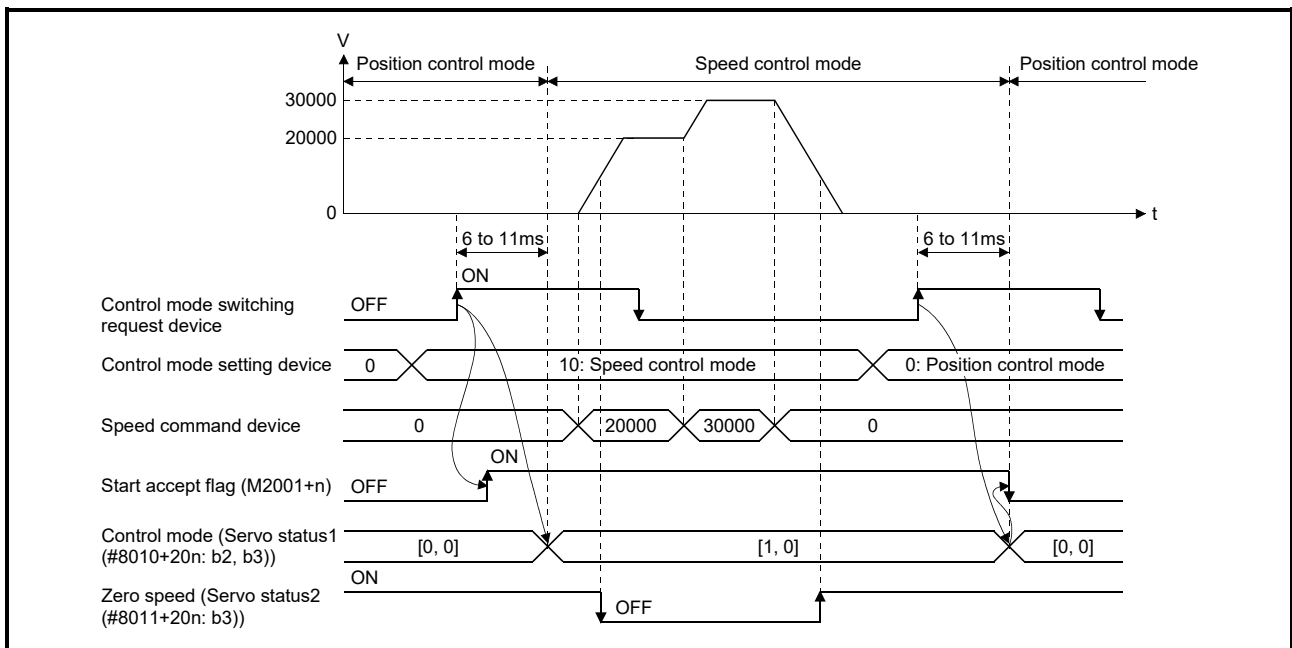 V
Position control mode
Speed control mode
Position control mode
30000
20000
0
t
6 to 11ms
6 to 11ms
ON
Control mode switching
request device
OFF
Control mode setting device
0
10: Speed control mode
0: Position control mode
Speed command device
0
20000
30000
0
ON
Start accept flag (M2001+n)
OFF
Control mode (Servo status1
(#8010+20n: b2, b3))
[0, 0]
[1, 0]
[0, 0]
ON
Zero speed (Servo status2
(#8011+20n: b3))
OFF